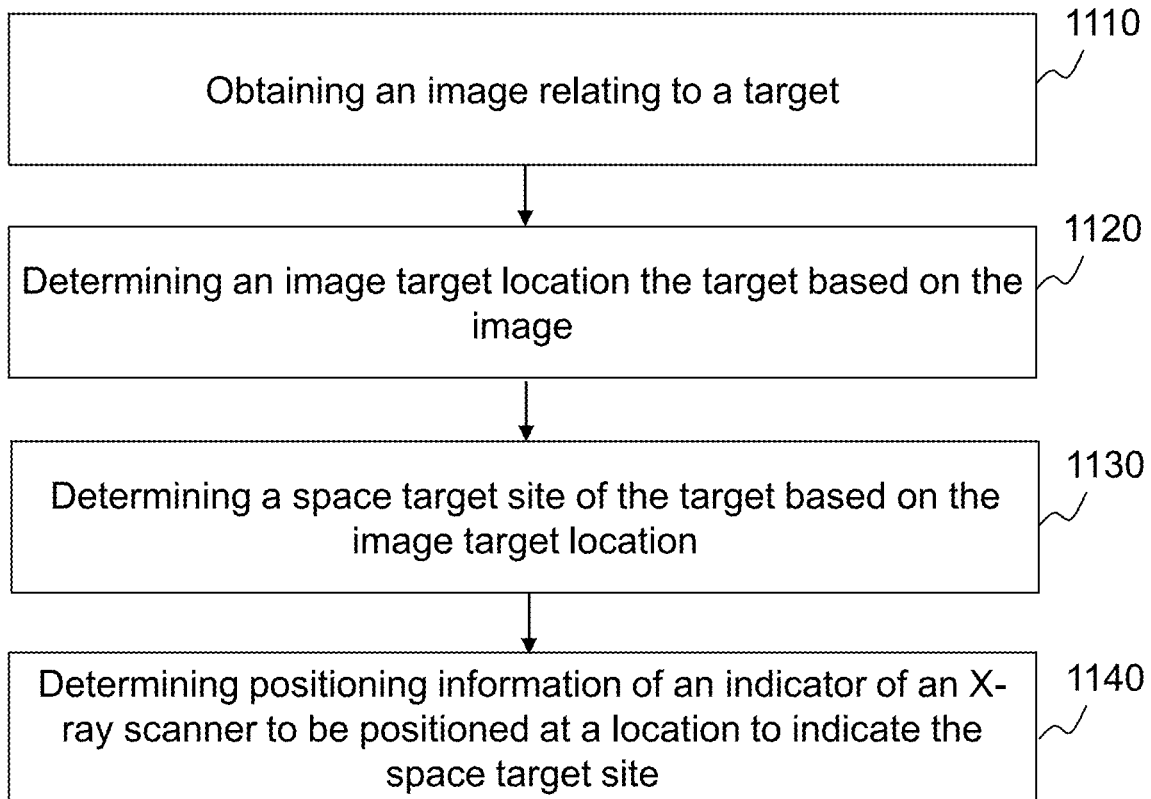 1110
Obtaining an image relating to a target
1120
Determining an image target location the target based on the
image
1130
Determining a space target site of the target based on the
image target location
1140
Determining positioning information of an indicator of an X-
ray scanner to be positioned at a location to indicate the
space target site